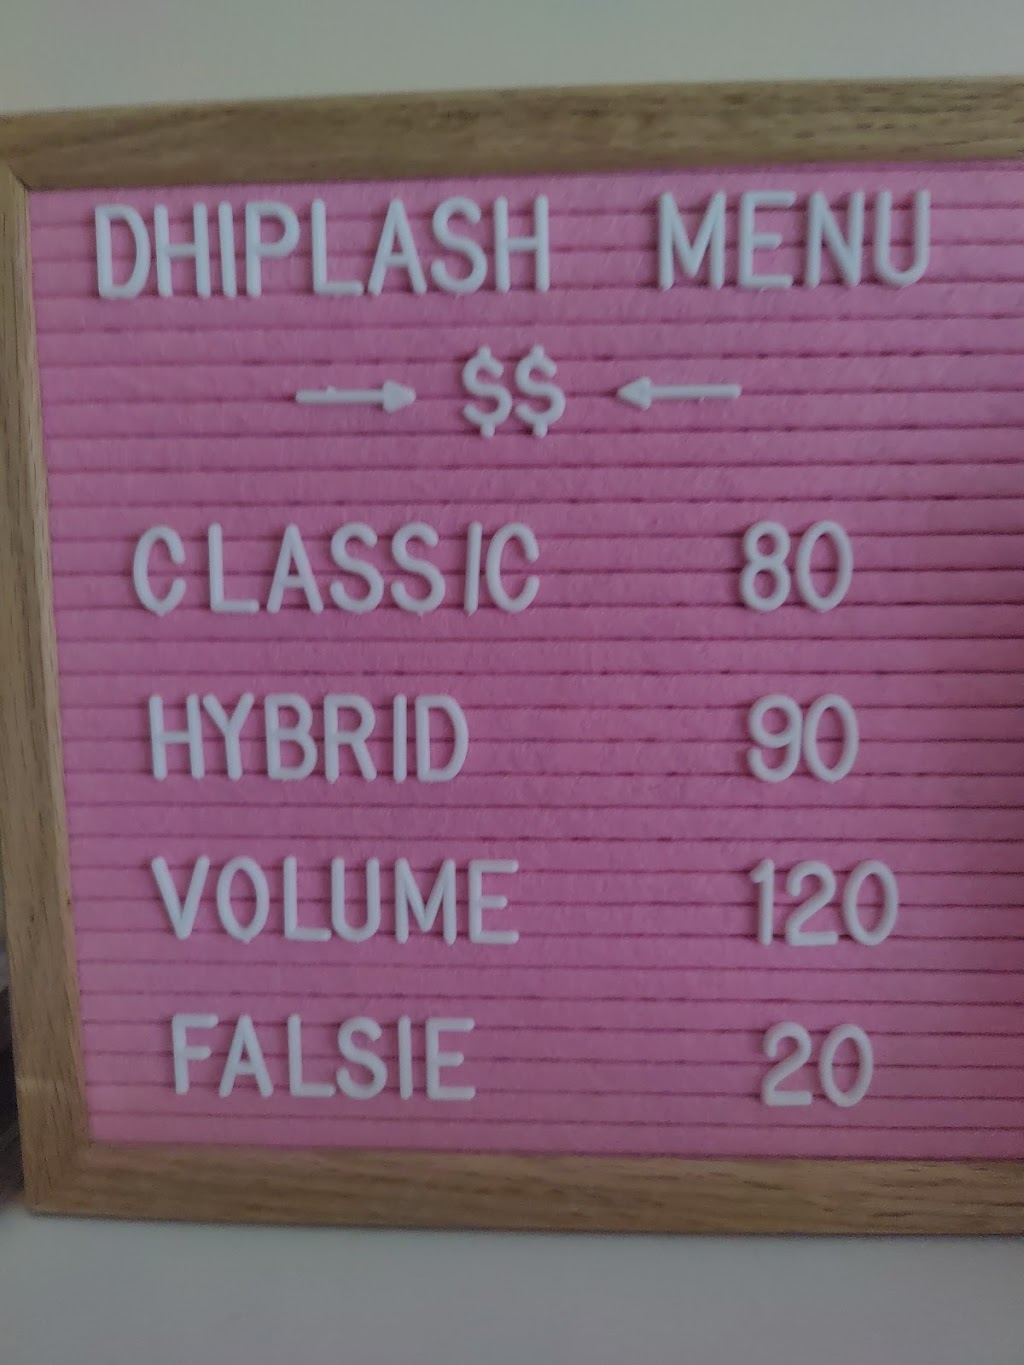 DHIPLASH MENU
→ $$ ←
CLASSIC 80
HYBRID 90
VOLUME 120
FALSIE 20